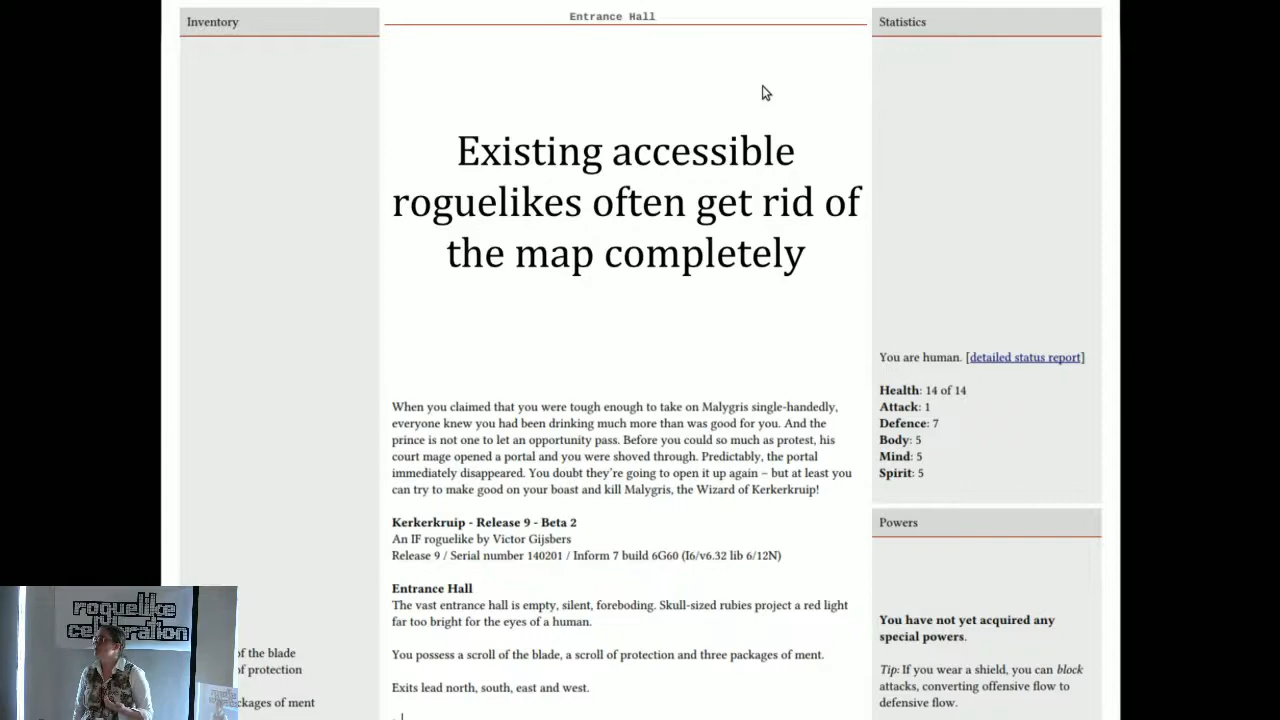 Inventory
Entrance Hall
Statistics
Existing accessible
roguelikes often get rid of
the map completely
You are human. [detailed status report]
Health: 14 of 14
Attack: 1
Defence: 7
Body: 5
Mind: 5
Spirit: 5
When you claimed that you were tough enough to take on Malygris single-handedly,
everyone knew you had been drinking much more than was good for you. And the
prince is not one to let an opportunity pass. Before you could so much as protest, his
court mage opened a portal and you were shoved through. Predictably, the portal
immediately disappeared. You doubt they’re going to open it up again – but at least you
can try to make good on your boast and kill Malygris, the Wizard of Kerkerkruip!
Kerkerkruip - Release 9 - Beta 2
An IF roguelike by Victor Gijsbers
Release 9 / Serial number 140201 / Inform 7 build 6G60 (I6/v6.32 lib 6/12N)
Entrance Hall
The vast entrance hall is empty, silent, foreboding. Skull-sized rubies project a red light
far too bright for the eyes of a human.
You possess a scroll of the blade, a scroll of protection and three packages of ment.
Exits lead north, south, east and west.
Powers
You have not yet acquired any
special powers.
Tip: If you wear a shield, you can block
attacks, converting offensive flow to
defensive flow.
of the blade
of protection
ckages of ment
roguelike
celebration